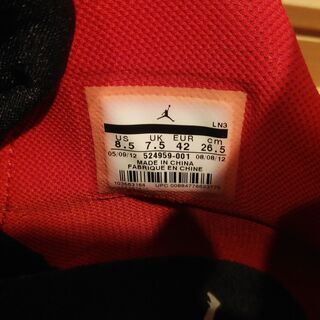 LN3
US UK EUR cm
8.5 7.5 42 26.5
05/09/12 524959-001 08/08/12
MADE IN CHINA
FABRIQUE EN CHINE